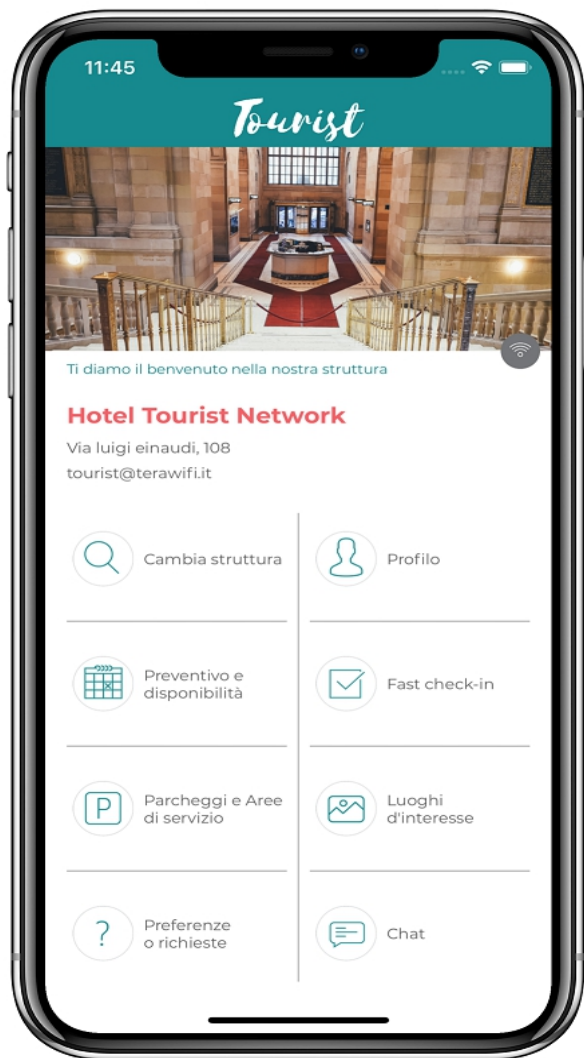 11:45
Tourist
Ti diamo il benvenuto nella nostra struttura
Hotel Tourist Network
Via luigi einaudi, 108
tourist@terawifi.it
Cambia struttura
Profilo
Preventivo e
disponibilità
Fast check-in
P
Parcheggi e Aree
di servizio
Luoghi
d'interesse
?
Preferenze
o richieste
Chat